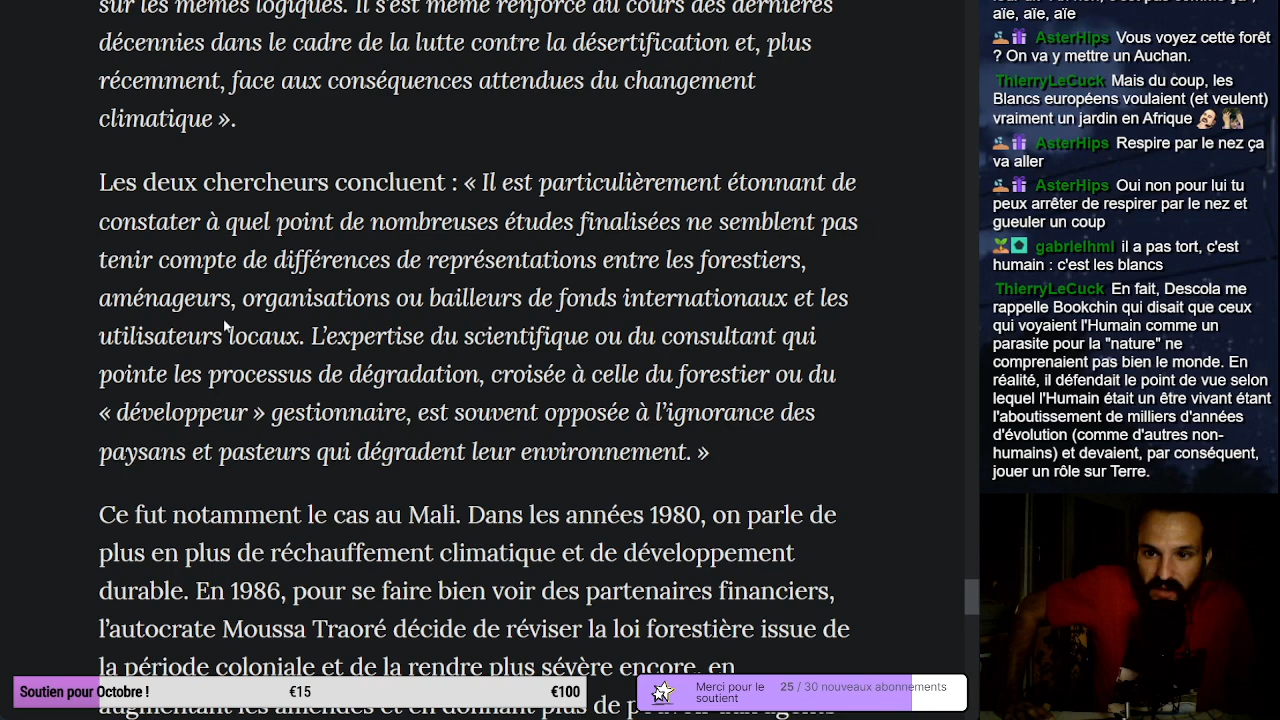 sur les mêmes logiques. Il s'est même renforcé au cours des dernières
décennies dans le cadre de la lutte contre la désertification et, plus
récemment, face aux conséquences attendues du changement
climatique ».
Les deux chercheurs concluent : « Il est particulièrement étonnant de
constater à quel point de nombreuses études finalisées ne semblent pas
tenir compte de différences de représentations entre les forestiers,
aménageurs, organisations ou bailleurs de fonds internationaux et les
utilisateurs locaux. L'expertise du scientifique ou du consultant qui
pointe les processus de dégradation, croisée à celle du forestier ou du
« développeur » gestionnaire, est souvent opposée à l'ignorance des
paysans et pasteurs qui dégradent leur environnement. »
Ce fut notamment le cas au Mali. Dans les années 1980, on parle de
plus en plus de réchauffement climatique et de développement
durable. En 1986, pour se faire bien voir des partenaires financiers,
l'autocrate Moussa Traoré décide de réviser la loi forestière issue de
la période coloniale et de la rendre plus sévère encore, en
augmentant les amendes et en donnant plus de
Soutien pour Octobre ! €15 €100
Merci pour le
soutient
25 / 30 nouveaux abonnements
aïe, aïe, aïe
AsterHips Vous voyez cette forêt
? On va y mettre un Auchan.
ThierryLeCuck Mais du coup, les
Blancs européens voulaient (et veulent)
vraiment un jardin en Afrique
AsterHips Respire par le nez ça
va aller
AsterHips Oui non pour lui tu
peux arrêter de respirer par le nez et
gueuler un coup
gabrielhmi il a pas tort, c'est
humain : c'est les blancs
ThierryLeCuck En fait, Descola me
rappelle Bookchin qui disait que ceux
qui voyaient l'Humain comme un
parasite pour la "nature" ne
comprenaient pas bien le monde. En
réalité, il défendait le point de vue selon
lequel l'Humain était un être vivant étant
l'aboutissement de milliers d'années
d'évolution (comme d'autres non-
humains) et devaient, par conséquent,
jouer un rôle sur Terre.